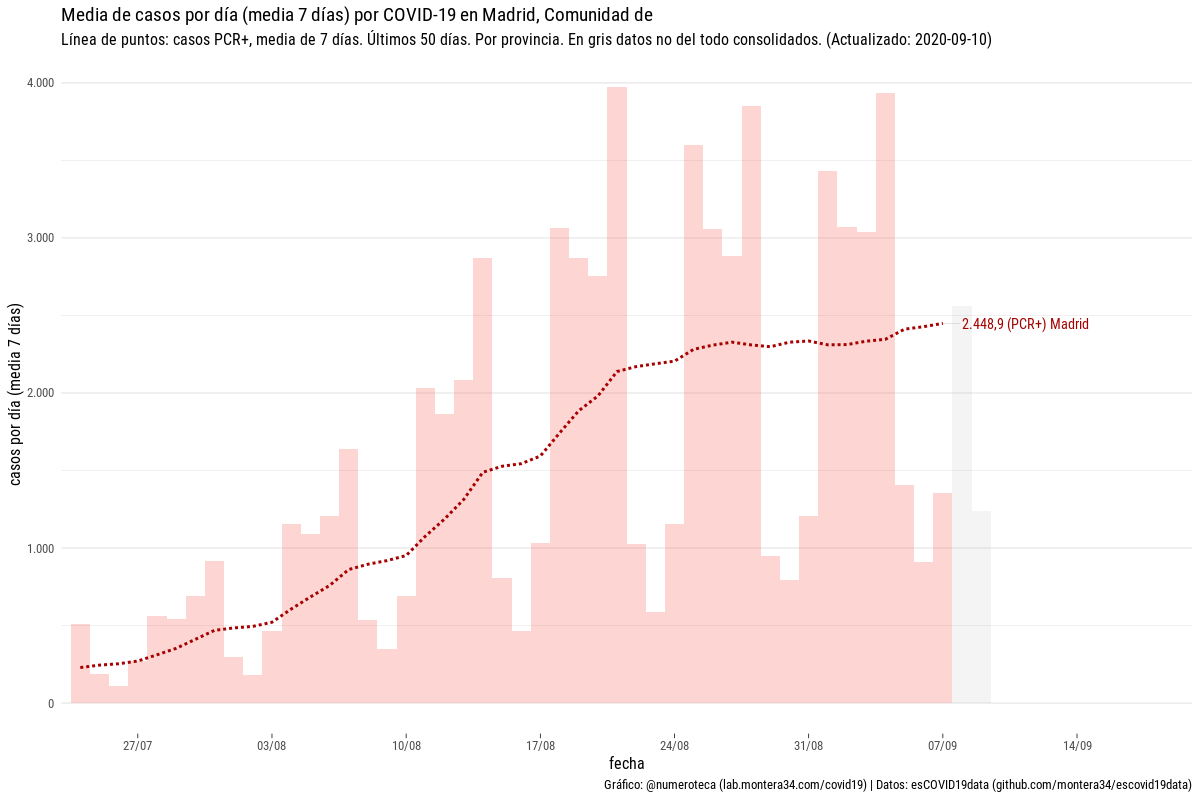 Media de casos por día (media 7 días) por COVID-19 en Madrid, Comunidad de
Línea de puntos: casos PCR+, media de 7 días. Últimos 50 días. Por provincia. En gris datos no del todo consolidados. (Actualizado: 2020-09-10)
casos por día (media 7 días)
4.000
3.000
2.000
1.000
0
2.448,9 (PCR+) Madrid
27/07
03/08
10/08
17/08
24/08
31/08
07/09
14/09
fecha
Gráfico: @numeroteca (lab.montera34.com/covid19) | Datos: esCOVID19data (github.com/montera34/escovid19data)